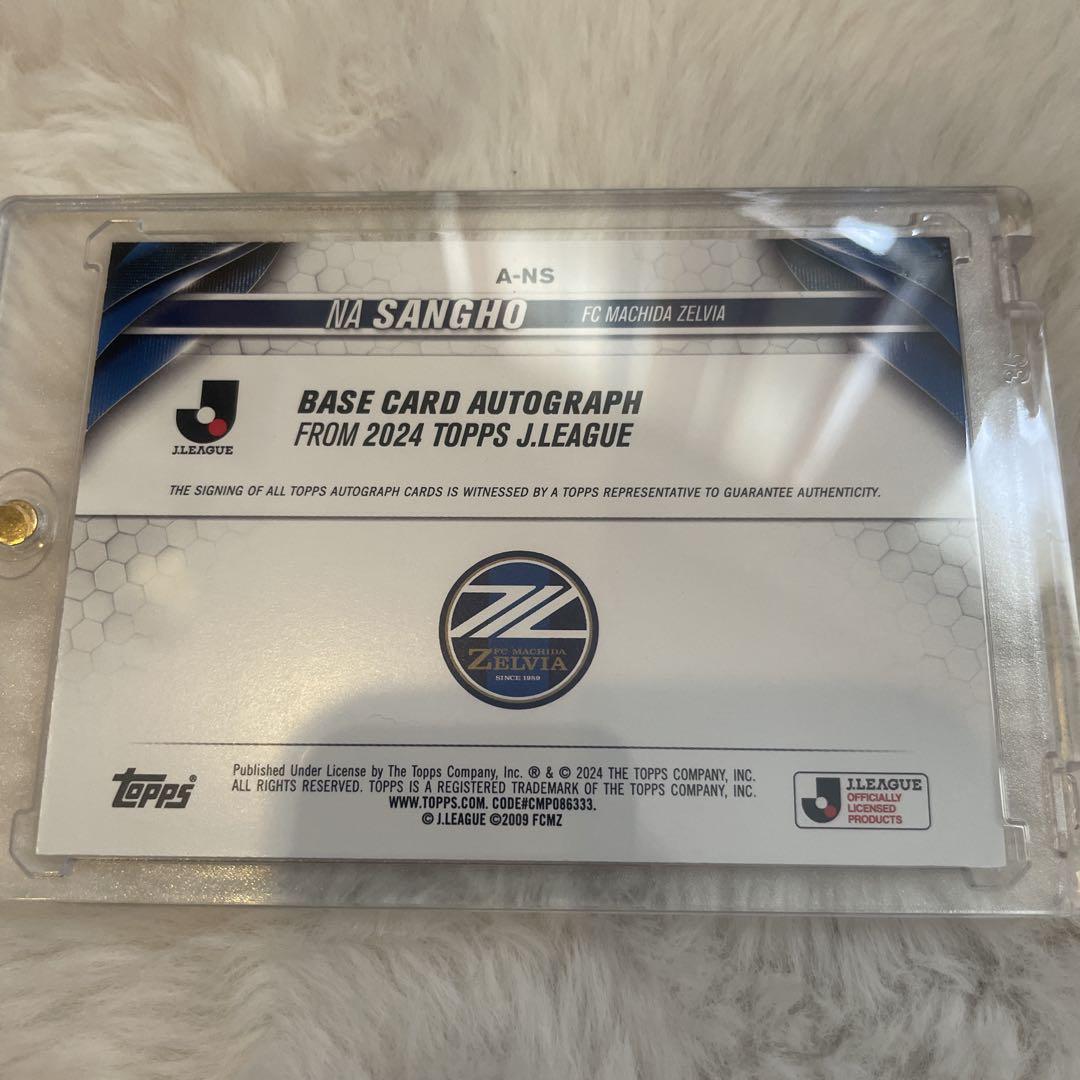 A-NS
NA SANGHO FC MACHIDA ZELVIA
J.LEAGUE
BASE CARD AUTOGRAPH
FROM 2024 TOPPS J.LEAGUE
THE SIGNING OF ALL TOPPS AUTOGRAPH CARDS IS WITNESSED BY A TOPPS REPRESENTATIVE TO GUARANTEE AUTHENTICITY.
FC MACHIDA
ZELVIA
SINCE 1989
topps®
Published Under License by The Topps Company, Inc. ® & © 2024 THE TOPPS COMPANY, INC.
ALL RIGHTS RESERVED. TOPPS IS A REGISTERED TRADEMARK OF THE TOPPS COMPANY, INC.
WWW.TOPPS.COM. CODE#CMP086333.
© J.LEAGUE ©2009 FCMZ
J.LEAGUE
OFFICIALLY
LICENSED
PRODUCTS